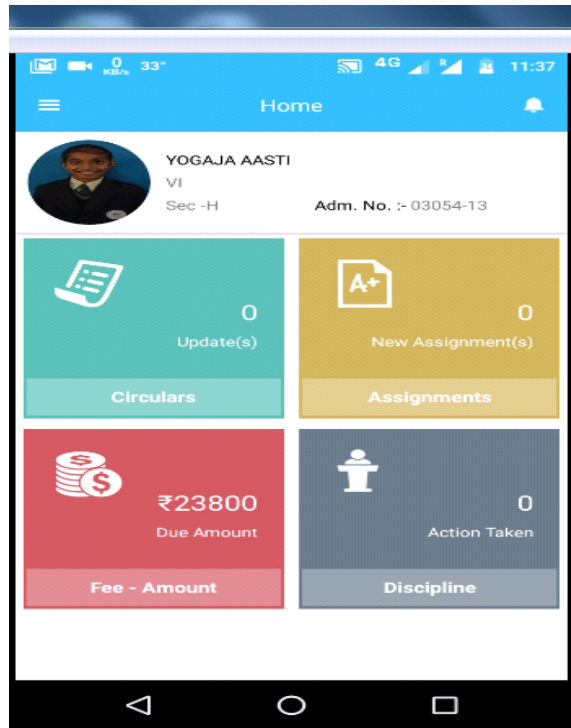 0 KB/s 33° 4G R 34 11:37
Home
YOGAJA AASTI
VI
Sec -H Adm. No. :- 03054-13
A+
0 0
Update(s) New Assignment(s)
Circulars Assignments
₹23800 0
Due Amount Action Taken
Fee - Amount Discipline